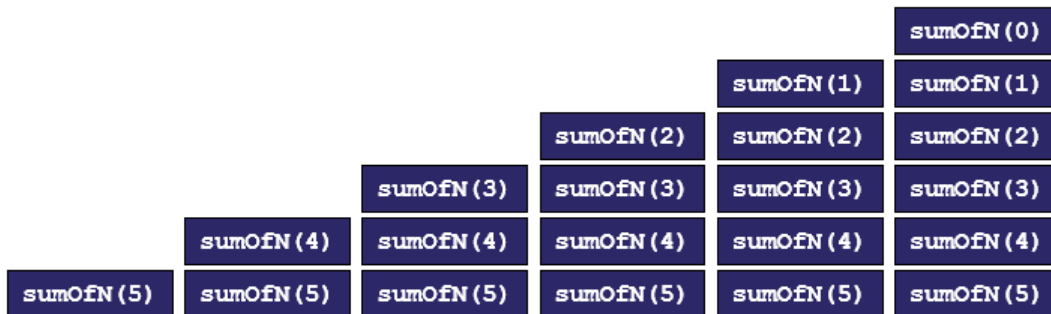 sumOfN(0)
sumOfN(1) sumOfN(1)
sumOfN(2) sumOfN(2) sumOfN(2)
sumOfN(3) sumOfN(3) sumOfN(3) sumOfN(3)
sumOfN(4) sumOfN(4) sumOfN(4) sumOfN(4) sumOfN(4)
sumOfN(5) sumOfN(5) sumOfN(5) sumOfN(5) sumOfN(5) sumOfN(5)